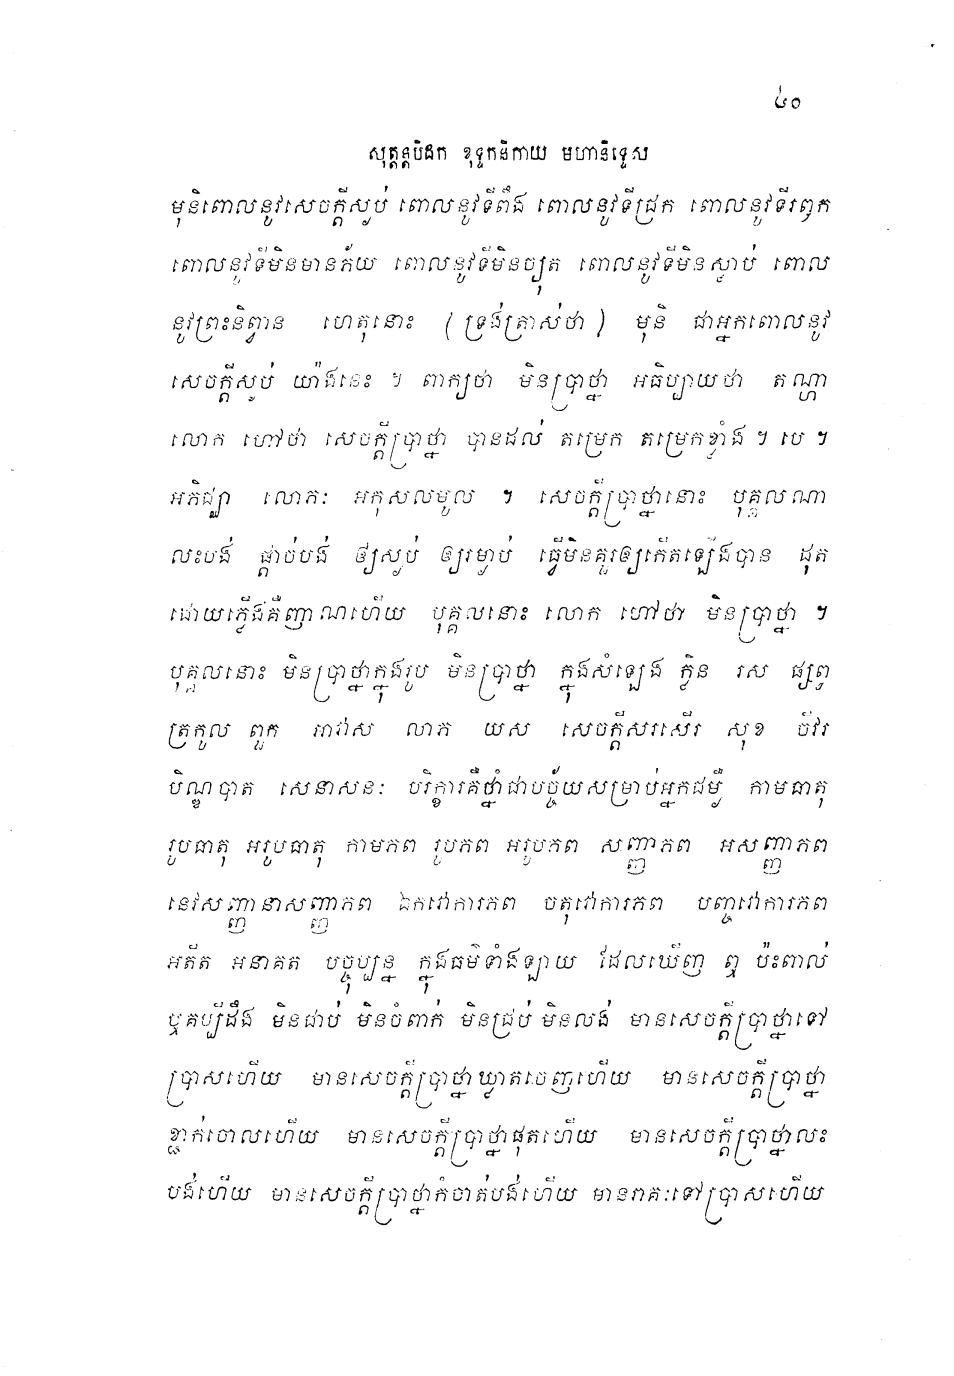 ៤០
សុត្តន្តបិដក ខុទ្ទកនិកាយ មហានិទ្ទេស
មុនិពោលនូវសេចក្តីស្ងប់ ពោលនូវទីពឹង ពោលនូវទីជ្រក ពោលនូវទីរឭក
ពោលនូវទីមិនមានភ័យ ពោលនូវទីមិនច្យុត ពោលនូវទីមិនស្លាប់ ពោល
នូវព្រះនិព្វាន ហេតុនោះ (ទ្រង់ត្រាស់ថា) មុនិ ជាអ្នកពោលនូវ
សេចក្តីស្ងប់ យ៉ាងនេះ ។ ពាក្យថា មិនប្រាថ្នា អធិប្បាយថា តណ្ហា
លោក ហៅថា សេចក្តីប្រាថ្នា បានដល់ តម្រេក តម្រេកខ្លាំង ។ បេ ។
អភិជ្ឈា លោភៈ អកុសលមូល ។ សេចក្តីប្រាថ្នានោះ បុគ្គលណា
លះបង់ ផ្តាច់បង់ ឲ្យស្ងប់ ឲ្យរម្ងាប់ ធ្វើមិនគួរឲ្យកើតឡើងបាន ដុត
ដោយភ្លើងគឺញាណហើយ បុគ្គលនោះ លោក ហៅថា មិនប្រាថ្នា ។
បុគ្គលនោះ មិនប្រាថ្នាក្នុងរូប មិនប្រាថ្នា ក្នុងសំឡេង ក្លិន រស ផ្សព្វ
ត្រកូល ពួក អាវាស លាភ យស សេចក្តីសរសើរ សុខ ចីវរ
បិណ្ឌបាត សេនាសនៈ បរិក្ខារគឺថ្នាំជាបច្ច័យសម្រាប់អ្នកជម្ងឺ កាមធាតុ
រូបធាតុ អរូបធាតុ កាមភព រូបភព អរូបភព សញ្ញាភព អសញ្ញាភព
នេវសញ្ញានាសញ្ញាភព ឯកវោការភព ចតុវោការភព បញ្ចវោការភព
អតីត អនាគត បច្ចុប្បន្ន ក្នុងធម៌ទាំងឡាយ ដែលឃើញ ឮ ប៉ះពាល់
ឬគប្បីដឹង មិនជាប់ មិនចំពាក់ មិនជ្រប់ មិនលង់ មានសេចក្តីប្រាថ្នាទៅ
ប្រាសហើយ មានសេចក្តីប្រាថ្នាឃ្លាតចេញហើយ មានសេចក្តីប្រាថ្នា
ខ្ជាក់ចោលហើយ មានសេចក្តីប្រាថ្នាផុតហើយ មានសេចក្តីប្រាថ្នាលះ
បង់ហើយ មានសេចក្តីប្រាថ្នាកំចាត់បង់ហើយ មានរាគៈទៅប្រាសហើយ